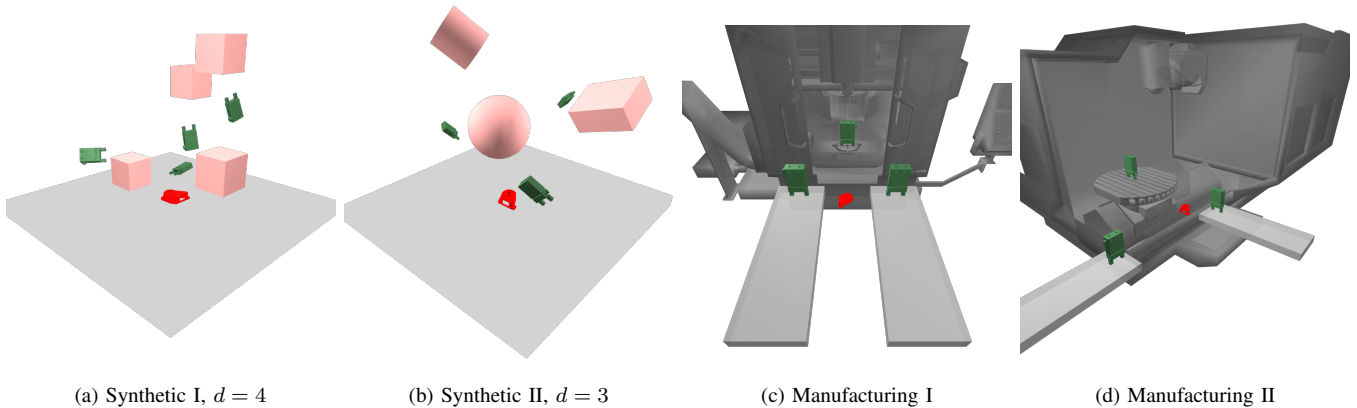 (a) Synthetic I, d = 4
(b) Synthetic II, d = 3
(c) Manufacturing I
(d) Manufacturing II